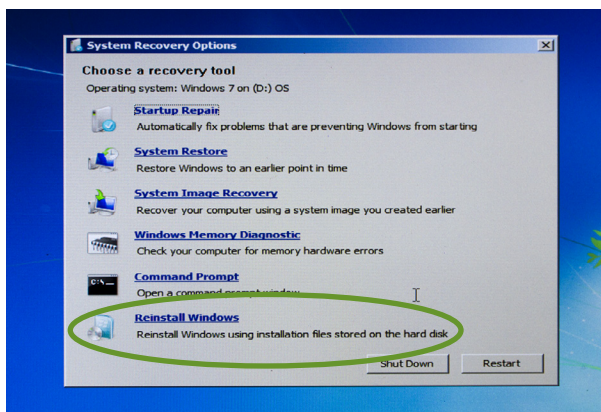 System Recovery Options
Choose a recovery tool
Operating system: Windows 7 on (D:) OS
Startup Repair
Automatically fix problems that are preventing Windows from starting
System Restore
Restore Windows to an earlier point in time
System Image Recovery
Recover your computer using a system image you created earlier
Windows Memory Diagnostic
Check your computer for memory hardware errors
C:\_
Command Prompt
Open a command prompt window
Reinstall Windows
Reinstall Windows using installation files stored on the hard disk
Shut Down
Restart